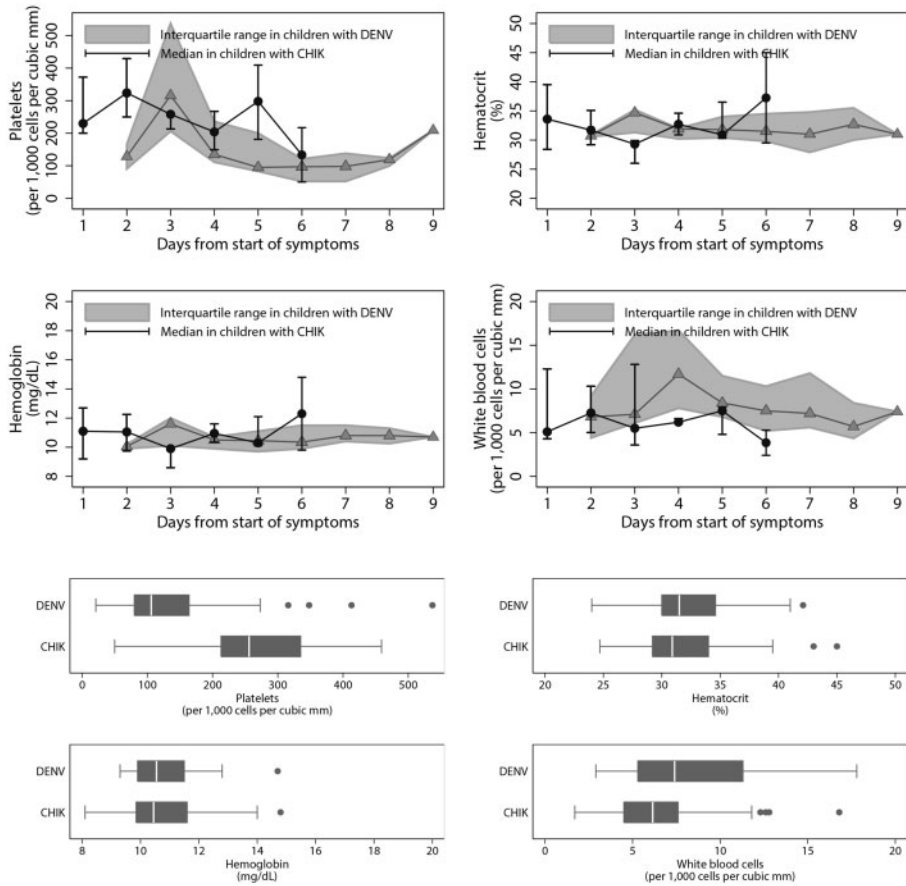 Platelets
(per 1,000 cells per cubic mm)
500
400
300
200
100
0
Interquartile range in children with DENV
Median in children with CHIK
1 2 3 4 5 6 7 8 9
Days from start of symptoms
Hematocrit
(%)
50
45
40
35
30
25
20
Interquartile range in children with DENV
Median in children with CHIK
1 2 3 4 5 6 7 8 9
Days from start of symptoms
Hemoglobin
(mg/dL)
20
18
16
14
12
10
8
Interquartile range in children with DENV
Median in children with CHIK
1 2 3 4 5 6 7 8 9
Days from start of symptoms
White blood cells
(per 1,000 cells per cubic mm)
20
15
10
5
0
Interquartile range in children with DENV
Median in children with CHIK
1 2 3 4 5 6 7 8 9
Days from start of symptoms
DENV
CHIK
0 100 200 300 400 500
Platelets
(per 1,000 cells per cubic mm)
DENV
CHIK
20 25 30 35 40 45 50
Hematocrit
(%)
DENV
CHIK
8 10 12 14 16 18 20
Hemoglobin
(mg/dL)
DENV
CHIK
0 5 10 15 20
White blood cells
(per 1,000 cells per cubic mm)